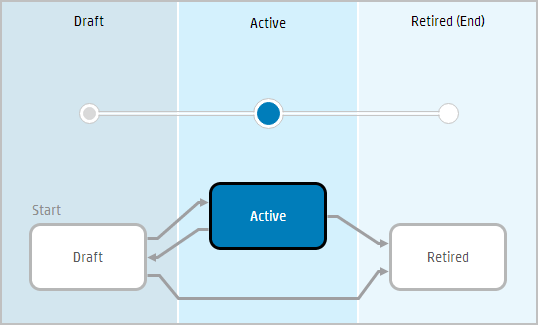 Draft
Active
Retired (End)
Start
Active
Draft
Retired